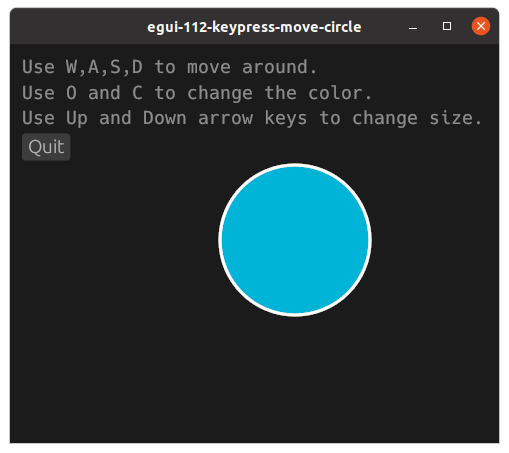 egui-112-keypress-move-circle
Use W,A,S,D to move around.
Use O and C to change the color.
Use Up and Down arrow keys to change size.
Quit